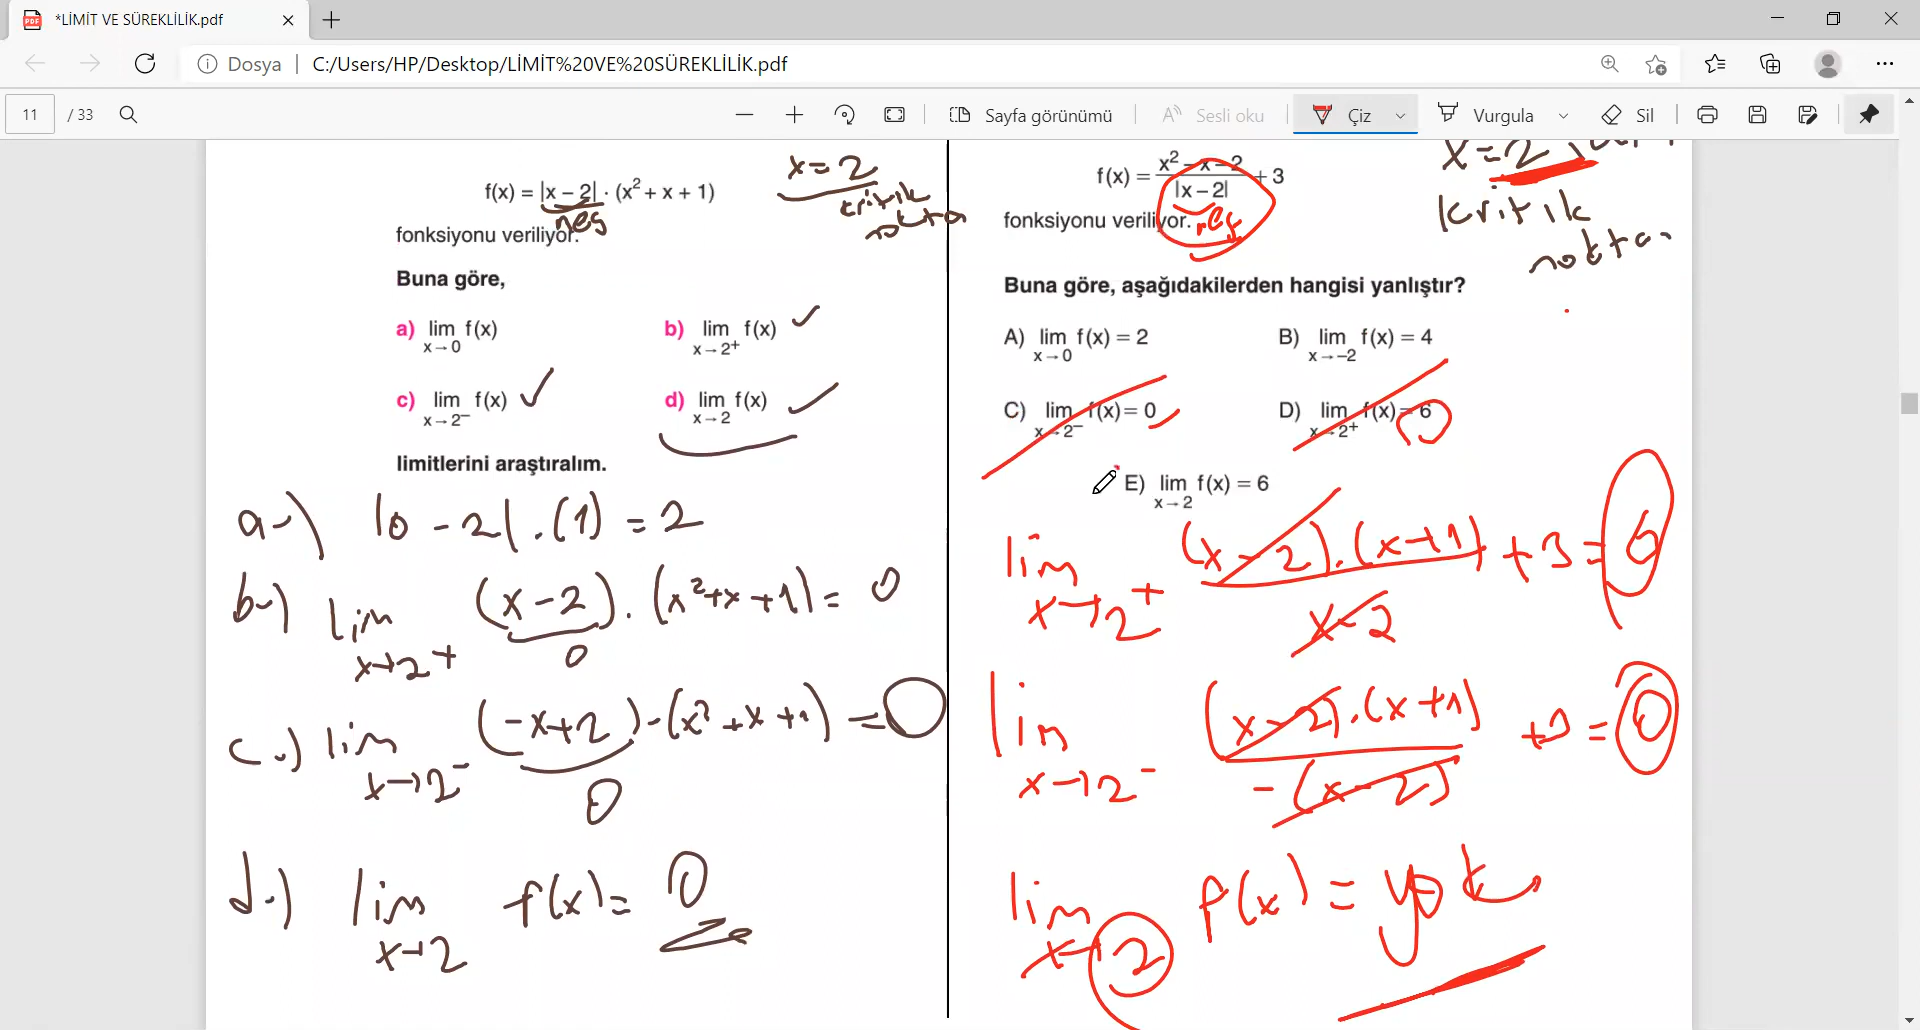 *LİMİT VE SÜREKLİLİK.pdf
Dosya | C:/Users/HP/Desktop/LİMİT%20VE%20SÜREKLİLİK.pdf
11 / 33 Sayfa görünümü Sesli oku Çiz Vurgula Sil
f(x) = |x − 2| · (x² + x + 1)
x = 2
kritik
nokta
neg
fonksiyonu veriliyor.
Buna göre,
a) lim x→0 f(x)
b) lim x→2⁺ f(x) ✓
c) lim x→2⁻ f(x) ✓
d) lim x→2 f(x) ✓
limitlerini araştıralım.
a-) |0 − 2| . (1) = 2
b-) lim x→2+ (x − 2) . (x² + x + 1) = 0
0
c-) lim x→2⁻ (−x + 2) · (x² + x + 1) = 0
0
d-) lim x→2 f(x) = 0
f(x) = (x² − x − 2)/|x − 2| + 3
x = 2
kritik
nokta
neg
fonksiyonu veriliyor.
Buna göre, aşağıdakilerden hangisi yanlıştır?
A) lim x→0 f(x) = 2
B) lim x→−2 f(x) = 4
C) lim x→2⁻ f(x) = 0
D) lim x→2⁺ f(x) = 6
E) lim x→2 f(x) = 6
lim x→2+ (x − 2) . (x + 1) / x − 2 + 3 = 6
lim x→2⁻ (x − 2) . (x + 1) / −(x − 2) + 3 = 0
lim x→2 f(x) = yok